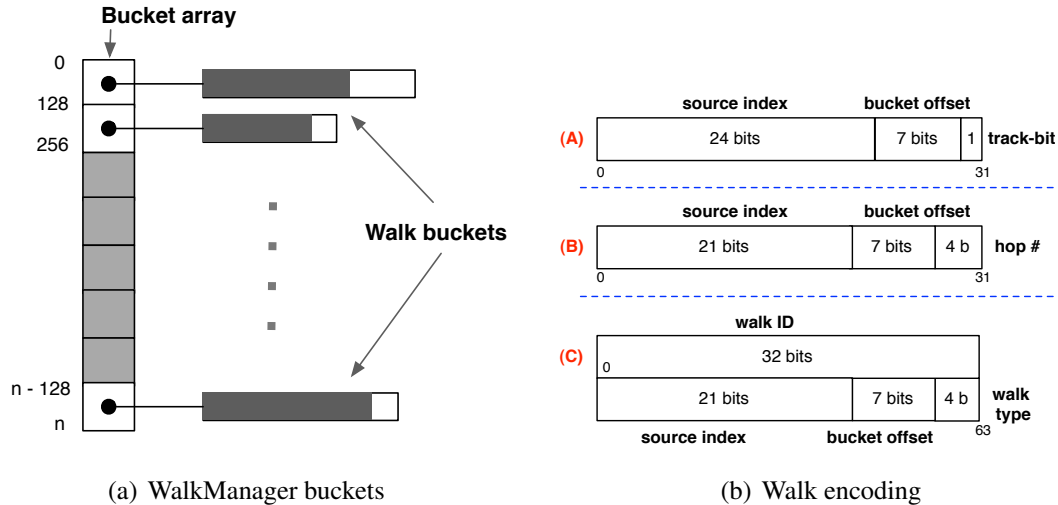 Bucket array
0
128
256
n - 128
n
Walk buckets
(a) WalkManager buckets
source index bucket offset
(A) 24 bits 7 bits 1 track-bit
0 31
source index bucket offset
(B) 21 bits 7 bits 4 b hop #
0 31
walk ID
(C) 32 bits
0
21 bits 7 bits 4 b walk type
63
source index bucket offset
(b) Walk encoding